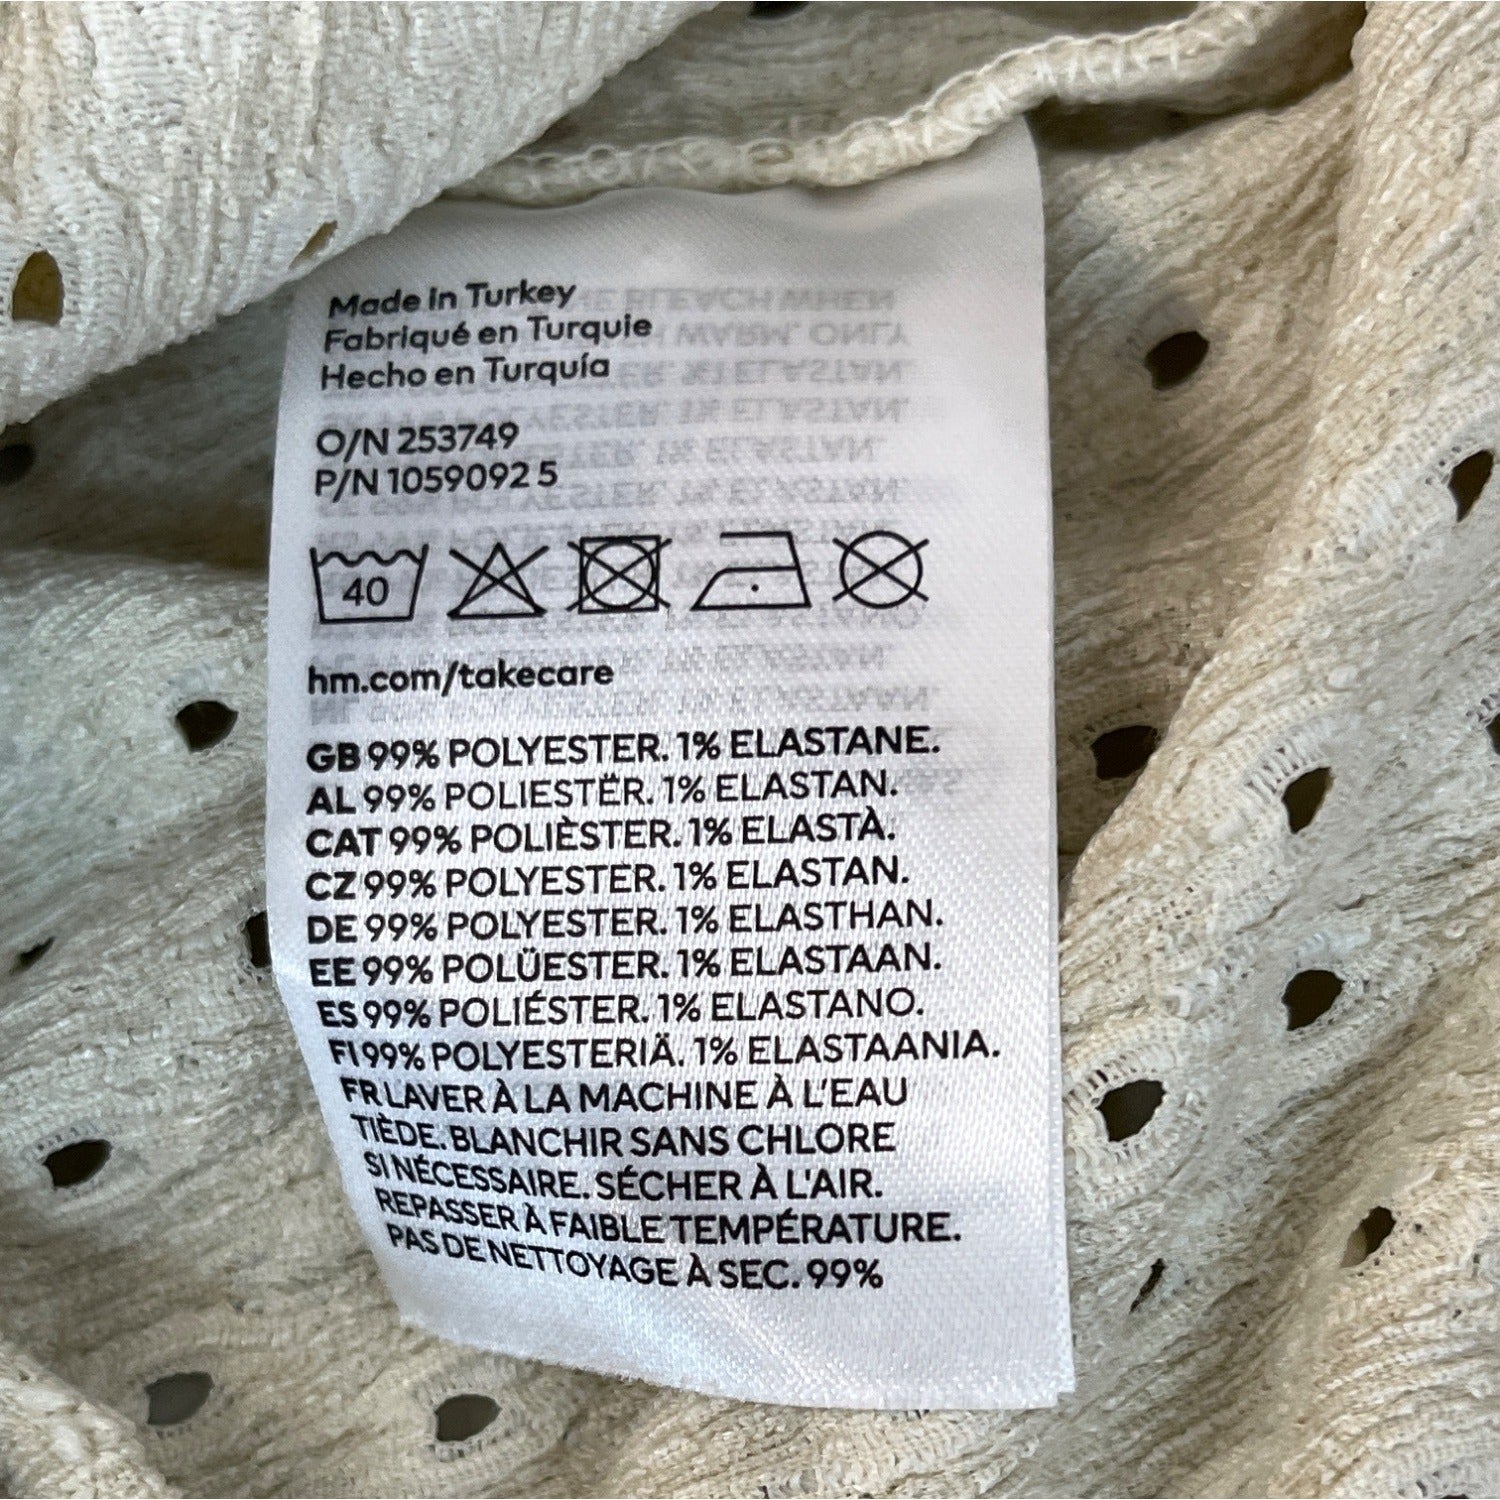 Made in Turkey
Fabriqué en Turquie
Hecho en Turquía
O/N 253749
P/N 1059092 5
40
hm.com/takecare
GB 99% POLYESTER. 1% ELASTANE.
AL 99% POLIESTËR. 1% ELASTAN.
CAT 99% POLIÈSTER. 1% ELASTÀ.
CZ 99% POLYESTER. 1% ELASTAN.
DE 99% POLYESTER. 1% ELASTHAN.
EE 99% POLÜESTER. 1% ELASTAAN.
ES 99% POLIÉSTER. 1% ELASTANO.
FI 99% POLYESTERIÄ. 1% ELASTAANIA.
FR LAVER À LA MACHINE À L'EAU
TIÈDE. BLANCHIR SANS CHLORE
SI NÉCESSAIRE. SÉCHER À L'AIR.
REPASSER À FAIBLE TEMPÉRATURE.
PAS DE NETTOYAGE À SEC. 99%